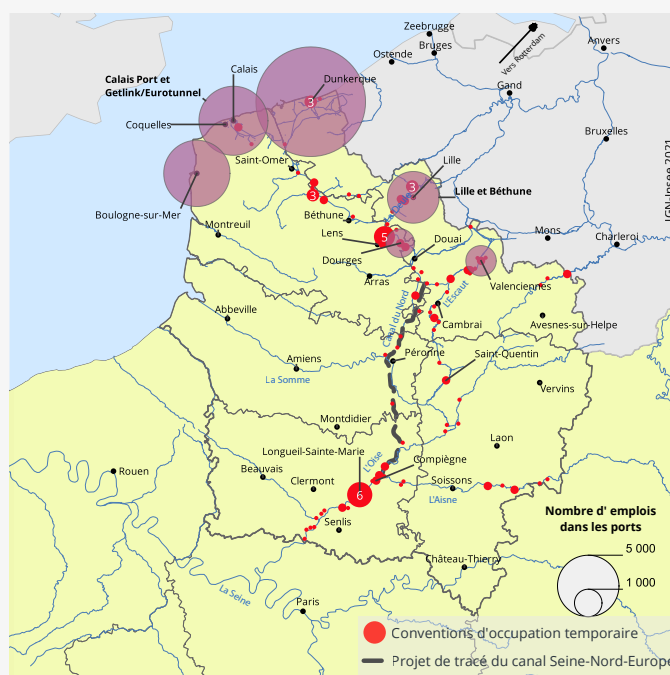 Zeebrugge
Bruges
Ostende
Vers Rotterdam
Anvers
Gand
Bruxelles
IGN-Insee 2021
Calais Port et
Getlink/Eurotunnel
Calais
Dunkerque
3
Coquelles
Saint-Omer
Lille
3
Lille et Béthune
3
Boulogne-sur-Mer
Montreuil
Béthune
Lens
5
Dourges
Douai
Mons
Charleroi
Arras
Valenciennes
L'Escaut
Canal du Nord
Abbeville
Cambrai
Avesnes-sur-Helpe
Péronne
Saint-Quentin
Amiens
La Somme
Vervins
Montdidier
Laon
Longueil-Sainte-Marie
L'Oise
Compiègne
Rouen
Beauvais
Clermont
Soissons
6
L'Aisne
Senlis
Nombre d' emplois
dans les ports
5 000
1 000
Château-Thierry
La Seine
Paris
Conventions d'occupation temporaire
Projet de tracé du canal Seine-Nord-Europe